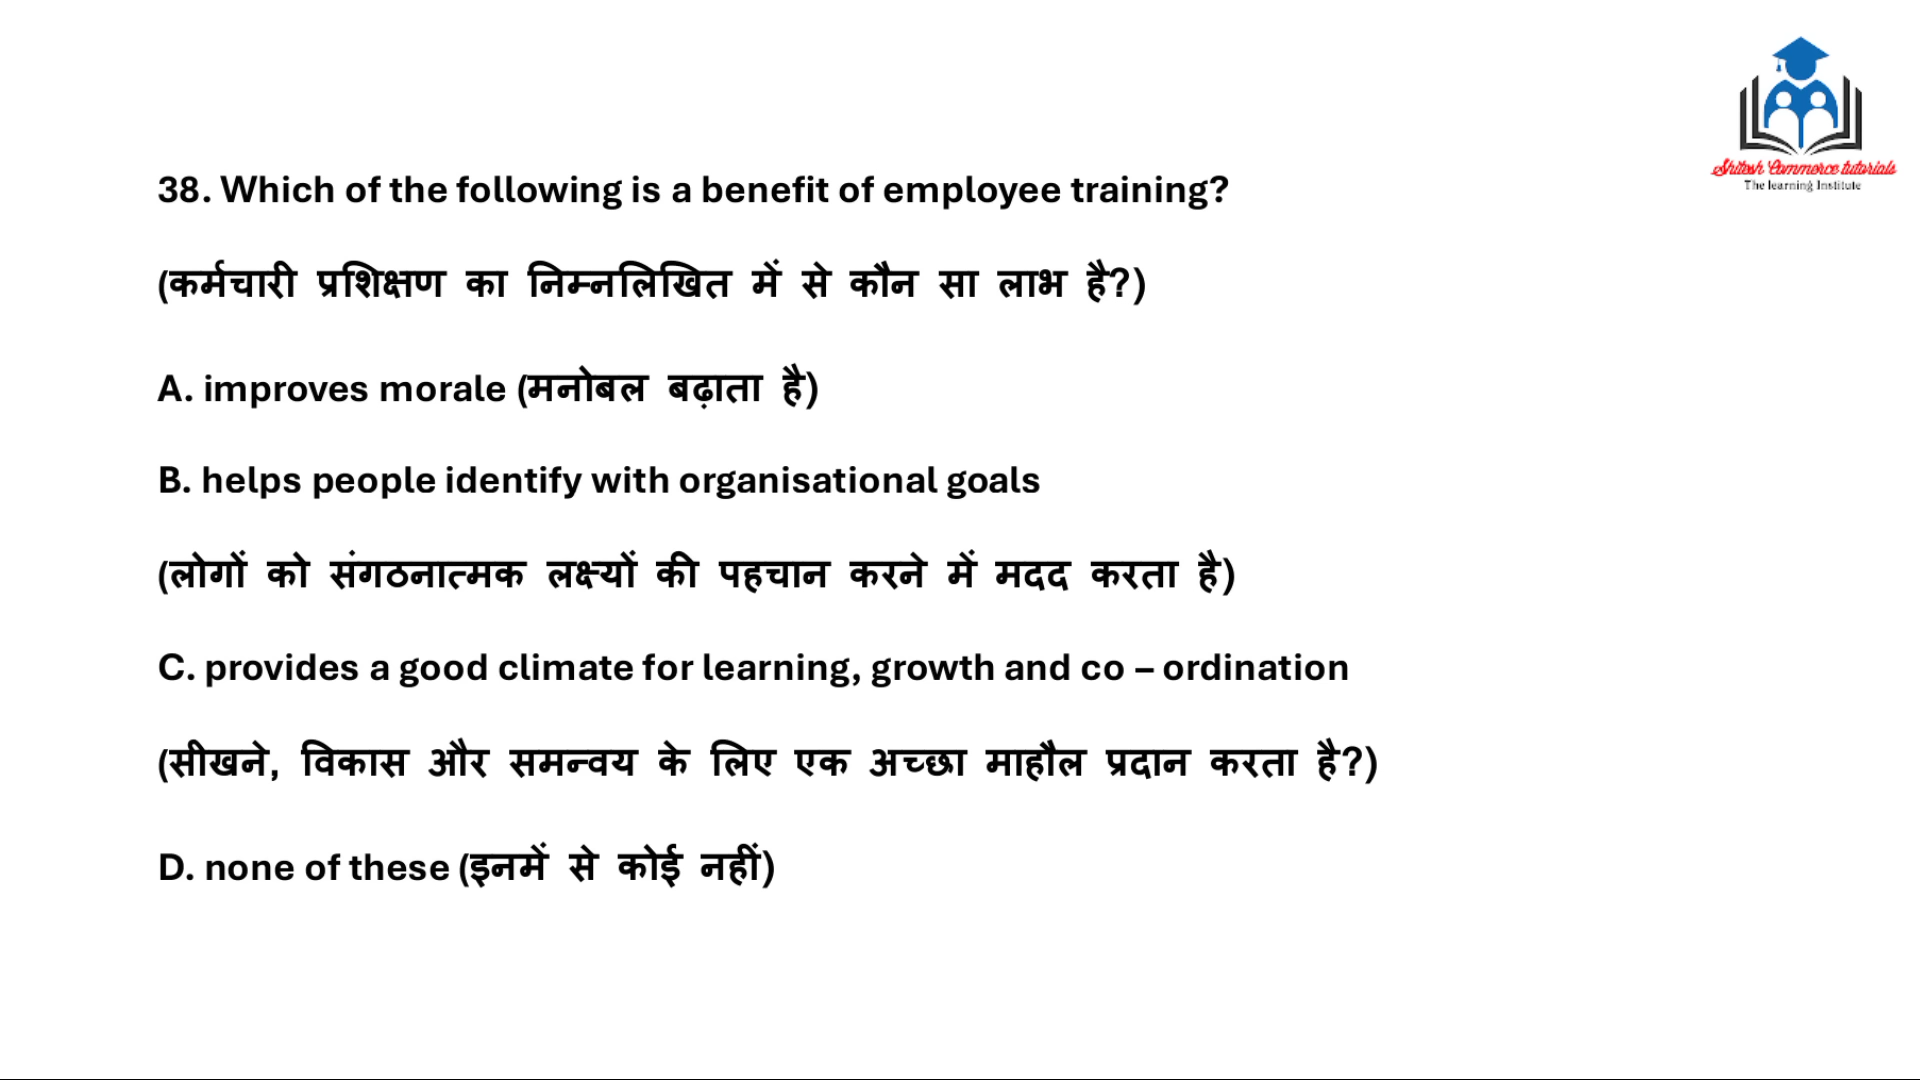 Shitesh Commerce tutorials
The learning Institute
38. Which of the following is a benefit of employee training?
(कर्मचारी प्रशिक्षण का निम्नलिखित में से कौन सा लाभ है?)
A. improves morale (मनोबल बढ़ाता है)
B. helps people identify with organisational goals
(लोगों को संगठनात्मक लक्ष्यों की पहचान करने में मदद करता है)
C. provides a good climate for learning, growth and co – ordination
(सीखने, विकास और समन्वय के लिए एक अच्छा माहौल प्रदान करता है?)
D. none of these (इनमें से कोई नहीं)